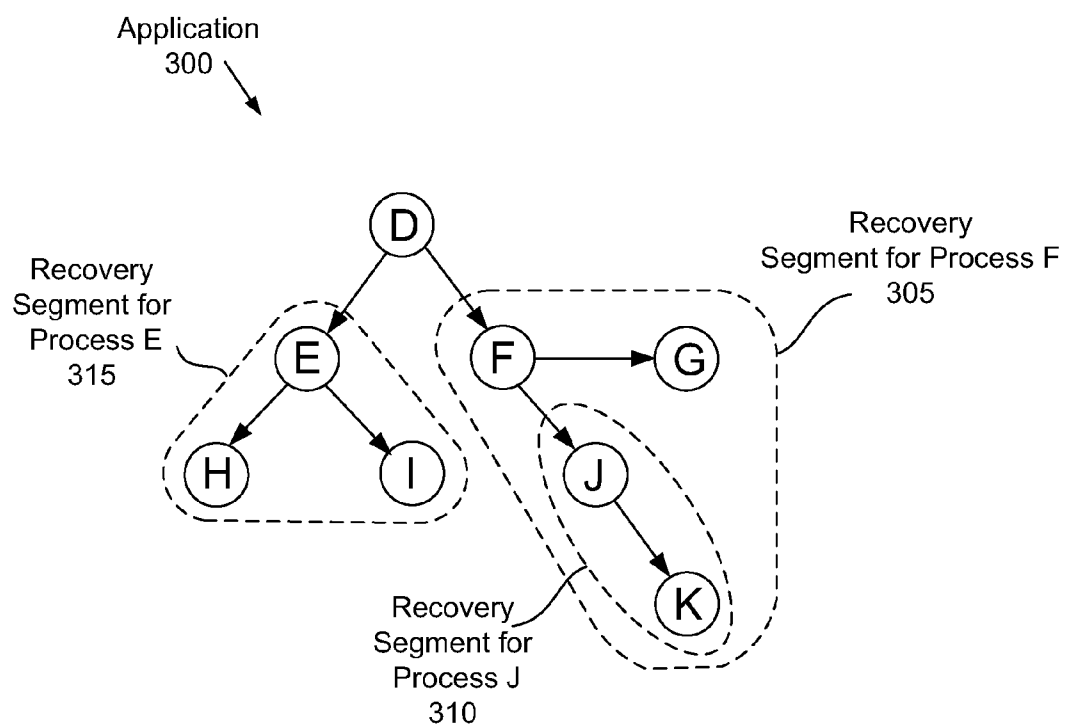 Application
300
D
Recovery
Segment for Process F
305
Recovery
Segment for
Process E
315
E
F
G
H
I
J
K
Recovery
Segment for
Process J
310